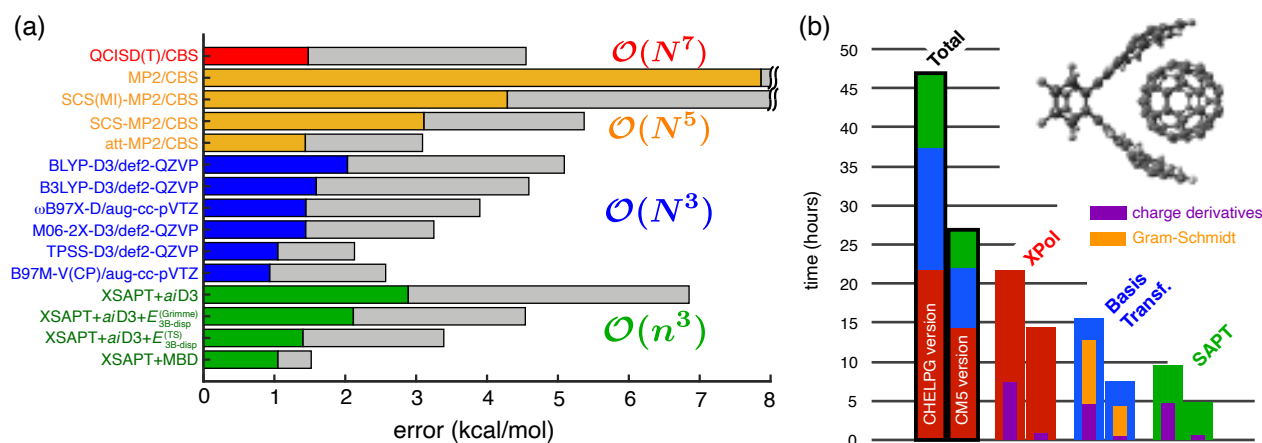 (a)
QCISD(T)/CBS
MP2/CBS
SCS(MI)-MP2/CBS
SCS-MP2/CBS
att-MP2/CBS
BLYP-D3/def2-QZVP
B3LYP-D3/def2-QZVP
ωB97X-D/aug-cc-pVTZ
M06-2X-D3/def2-QZVP
TPSS-D3/def2-QZVP
B97M-V(CP)/aug-cc-pVTZ
XSAPT+aiD3
XSAPT+aiD3+E(Grimme)3B-disp
XSAPT+aiD3+E(TS)3B-disp
XSAPT+MBD
O(N^7)
O(N^5)
O(N^3)
O(n^3)
0 1 2 3 4 5 6 7 8
error (kcal/mol)
(b)
time (hours)
50
45
40
35
30
25
20
15
10
5
0
Total
CHELPG version
CM5 version
XPol
Basis
Transf.
SAPT
charge derivatives
Gram-Schmidt